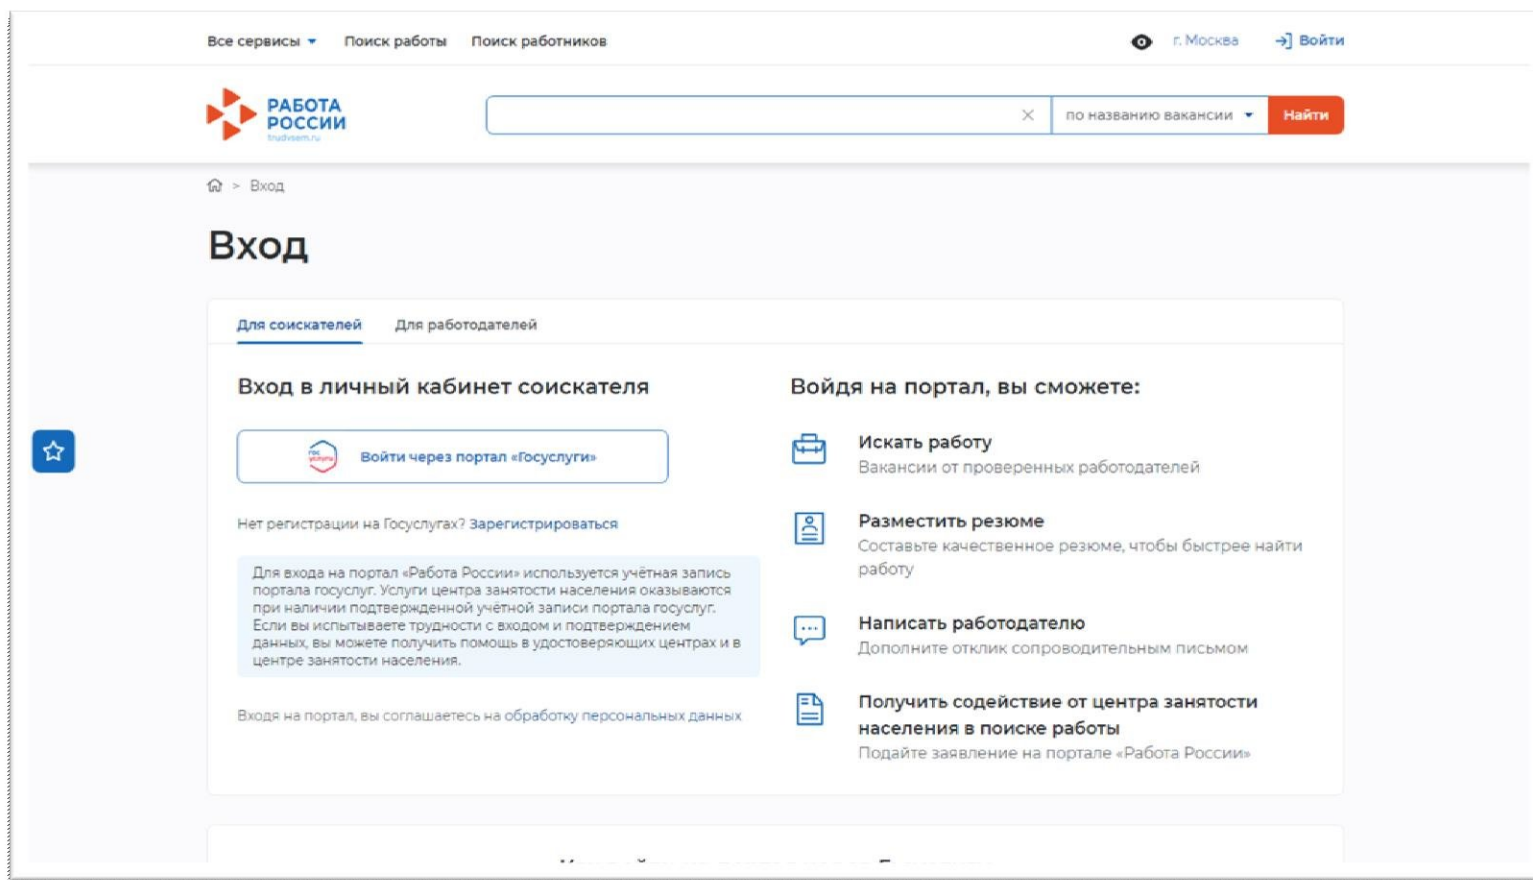 Все сервисы Поиск работы Поиск работников г. Москва Войти
РАБОТА
РОССИИ
trudvsem.ru
по названию вакансии Найти
> Вход
Вход
Для соискателей Для работодателей
Вход в личный кабинет соискателя
госуслуги
Войти через портал «Госуслуги»
Нет регистрации на Госуслугах? Зарегистрироваться
Для входа на портал «Работа России» используется учётная запись
портала госуслуг. Услуги центра занятости населения оказываются
при наличии подтвержденной учётной записи портала госуслуг.
Если вы испытываете трудности с входом и подтверждением
данных, вы можете получить помощь в удостоверяющих центрах и в
центре занятости населения.
Входя на портал, вы соглашаетесь на обработку персональных данных
Войдя на портал, вы сможете:
Искать работу
Вакансии от проверенных работодателей
Разместить резюме
Составьте качественное резюме, чтобы быстрее найти
работу
Написать работодателю
Дополните отклик сопроводительным письмом
Получить содействие от центра занятости
населения в поиске работы
Подайте заявление на портале «Работа России»